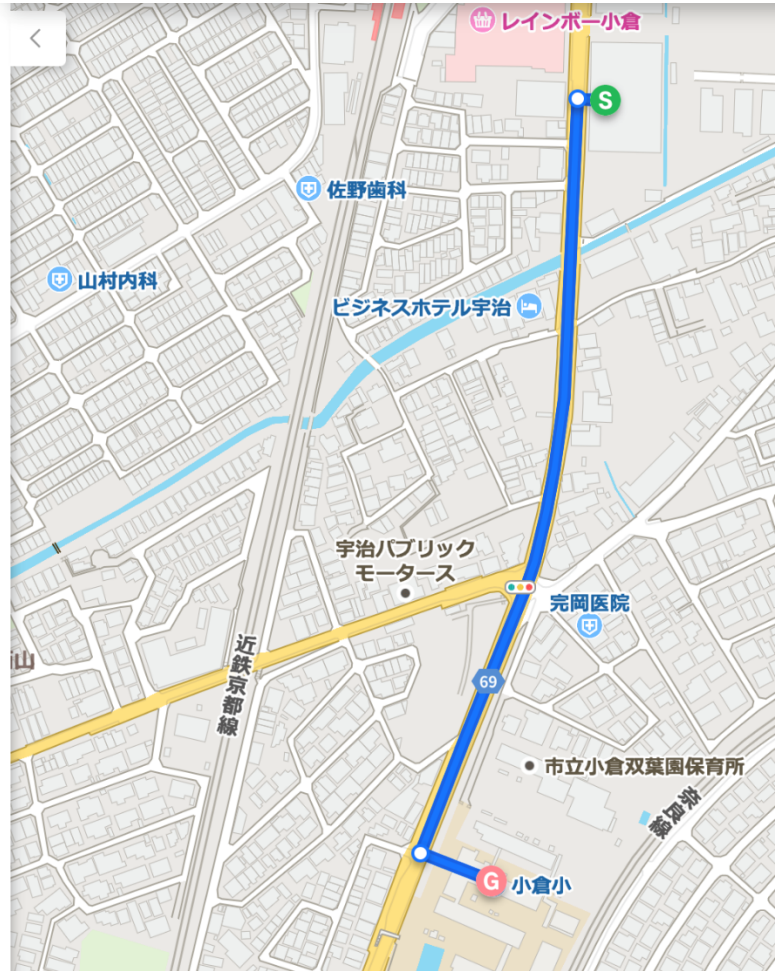 レインボー小倉
S
佐野歯科
山村内科
ビジネスホテル宇治
宇治パブリック
モータース
完岡医院
山
近鉄京都線
69
市立小倉双葉園保育所
奈良線
G
小倉小